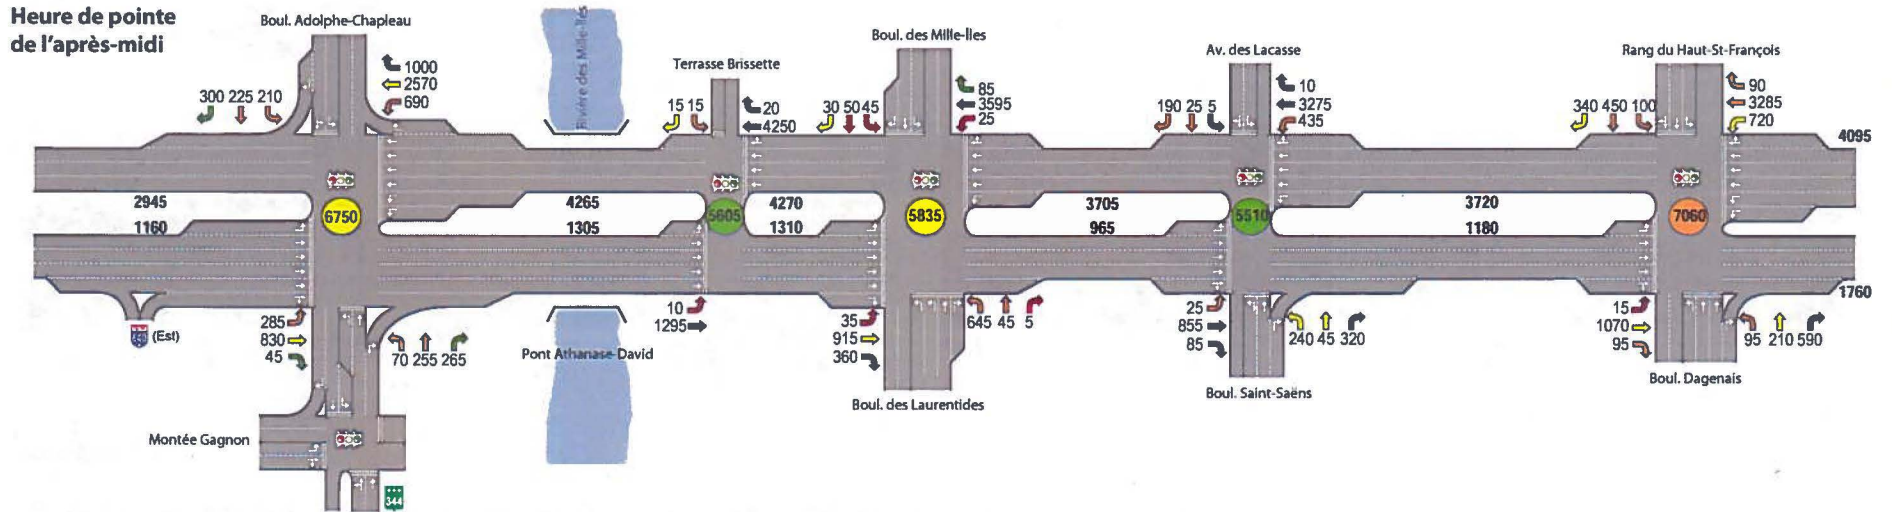 Heure de pointe
de l'après-midi
Boul. Adolphe-Chapleau
Rivière des Mille-Îles
Terrasse Brissette
Boul. des Mille-Îles
Av. des Lacasse
Rang du Haut-St-François
1000
2570
690
300 225 210
15 15
20
4250
30 50 45
85
3595
25
190 25 5
10
3275
435
340 450 100
90
3285
720
4095
2945
4265
4270
3705
3720
6750
5605
5835
5510
7060
1160
1305
1310
965
1180
1760
(Est)
285
830
45
70 255 265
Pont Athanase-David
10
1295
35
915
360
645 45 5
25
855
85
240 45 320
15
1070
95
95 210 590
Boul. des Laurentides
Boul. Saint-Saëns
Boul. Dagenais
Montée Gagnon
344